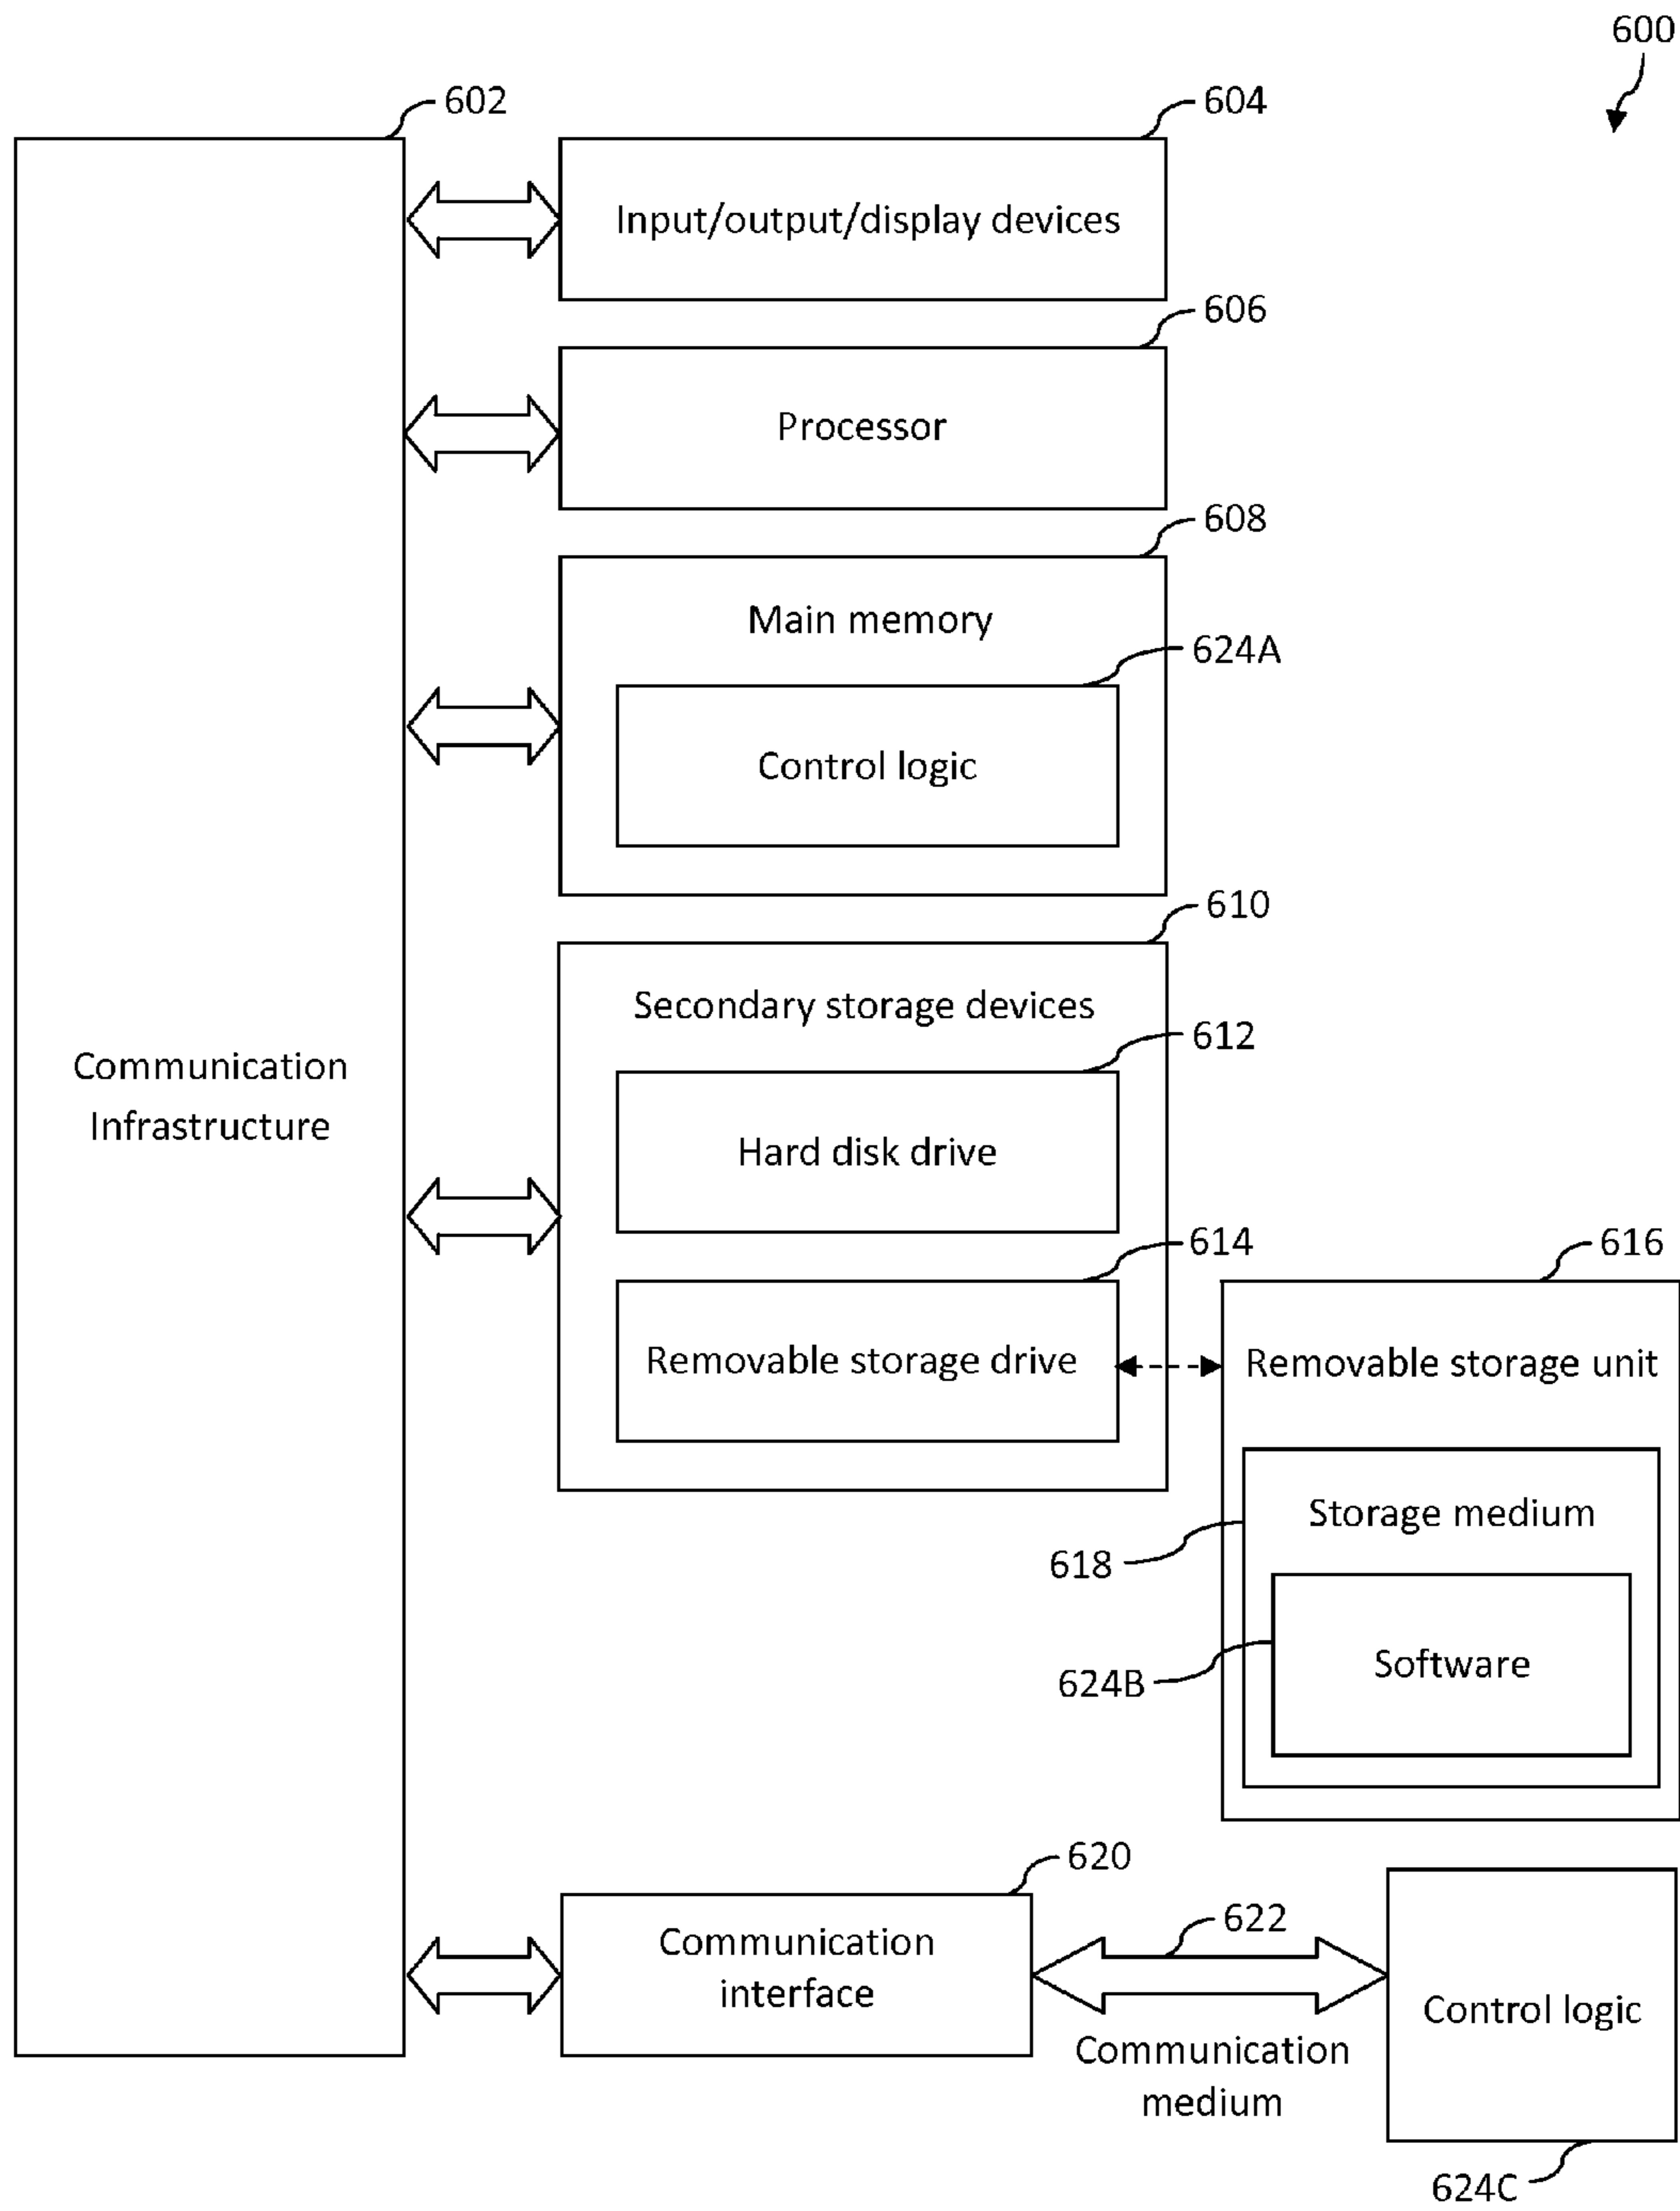 600
602
604
Input/output/display devices
606
Processor
608
Main memory
624A
Control logic
610
Secondary storage devices
612
Communication
Infrastructure
Hard disk drive
614
616
Removable storage drive
Removable storage unit
Storage medium
618
Software
624B
620
Communication
interface
622
Control logic
Communication
medium
624C